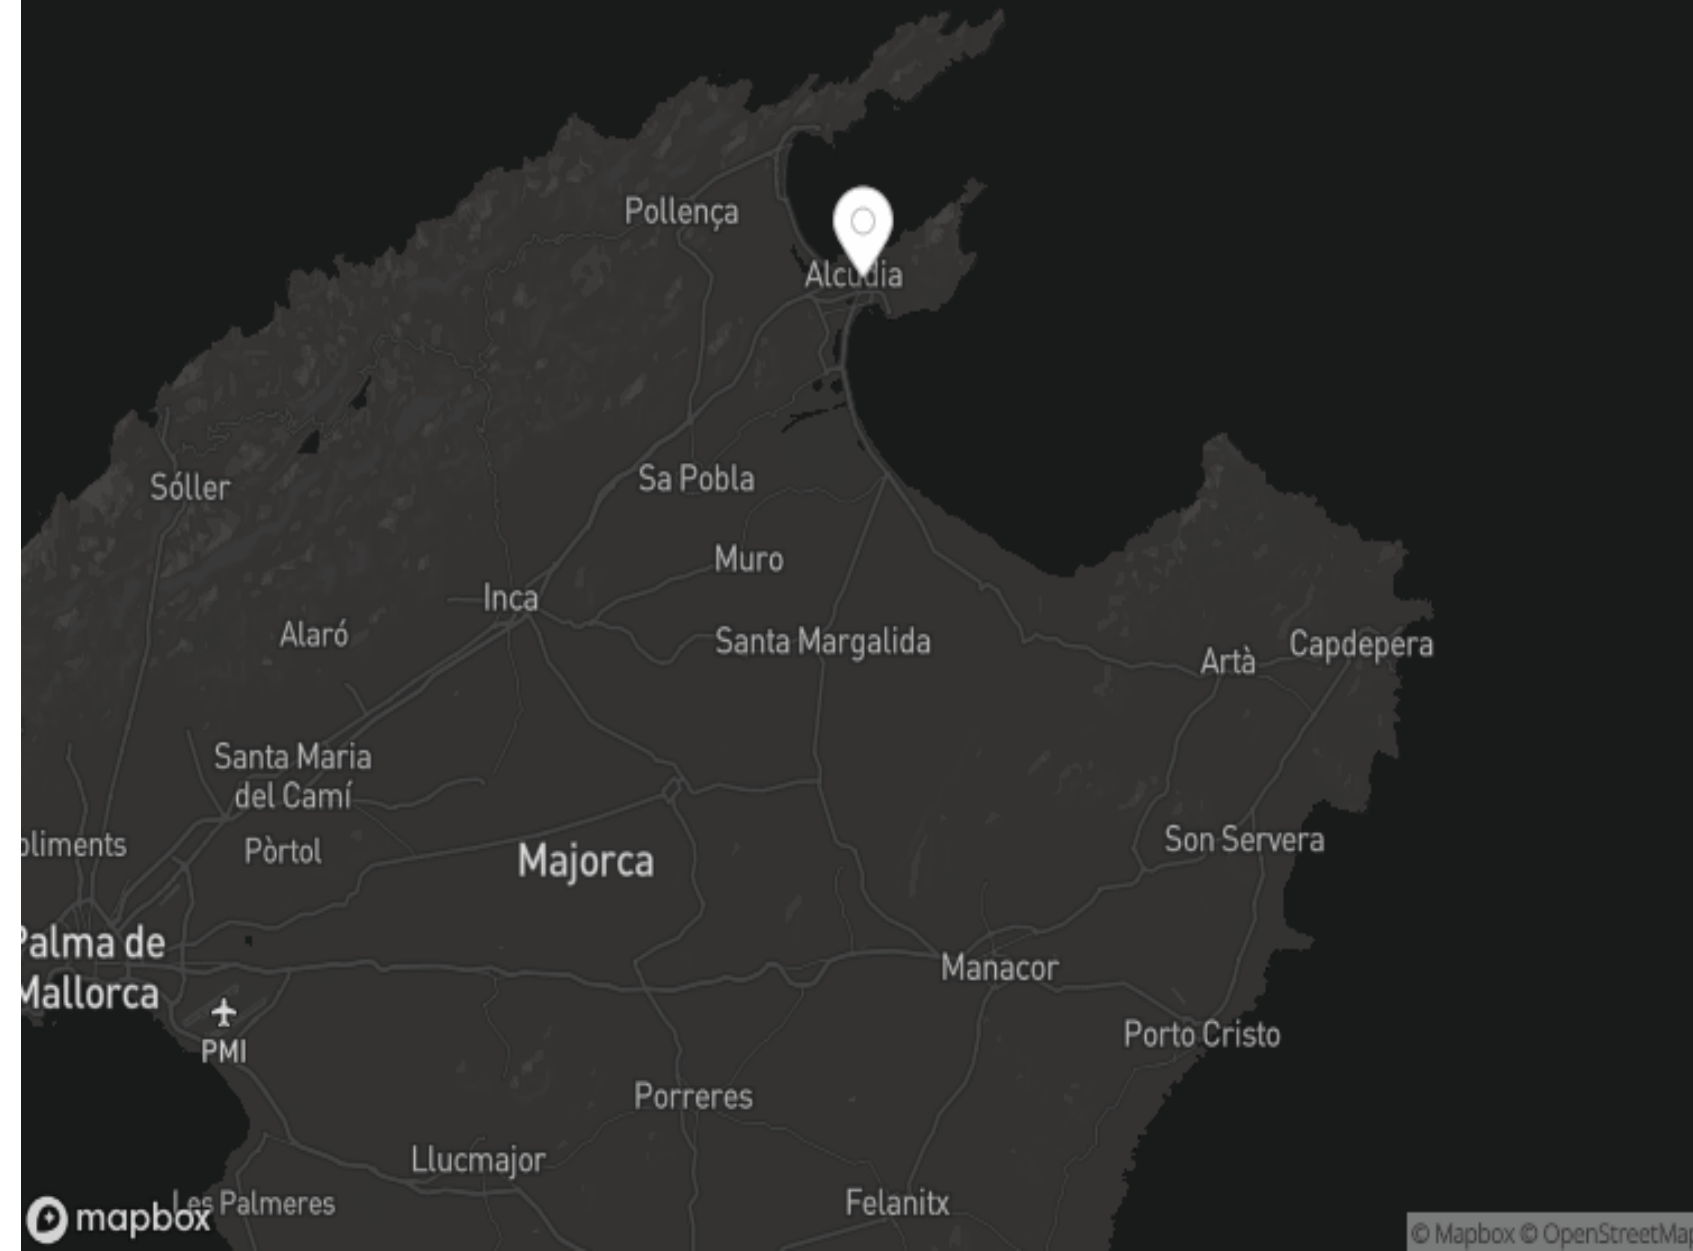 Pollença
Alcudia
Sóller
Sa Pobla
Muro
Inca
Alaró
Santa Margalida
Artà
Capdepera
Santa Maria
del Camí
Pòrtol
Majorca
Son Servera
oliments
Palma de
Mallorca
Manacor
PMI
Porto Cristo
Porreres
Llucmajor
Les Palmeres
Felanitx
mapbox
© Mapbox © OpenStreetMap